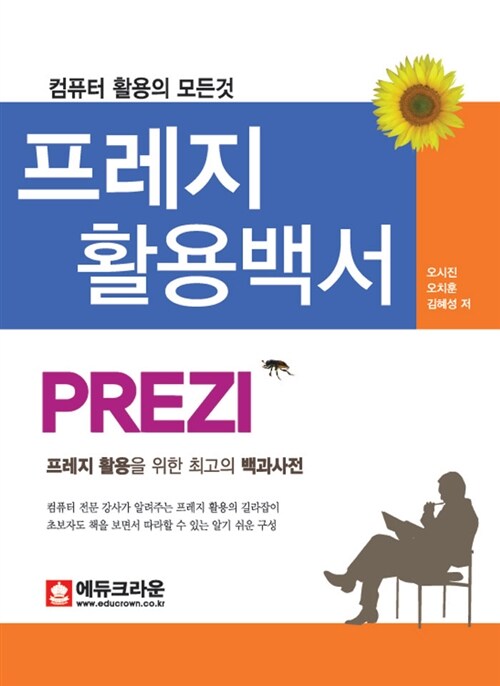 컴퓨터 활용의 모든것
프레지
활용백서
오시진
오치훈
김혜성 저
PREZI
프레지 활용을 위한 최고의 백과사전
컴퓨터 전문 강사가 알려주는 프레지 활용의 길라잡이
초보자도 책을 보면서 따라할 수 있는 알기 쉬운 구성
에듀크라운
www.educrown.co.kr